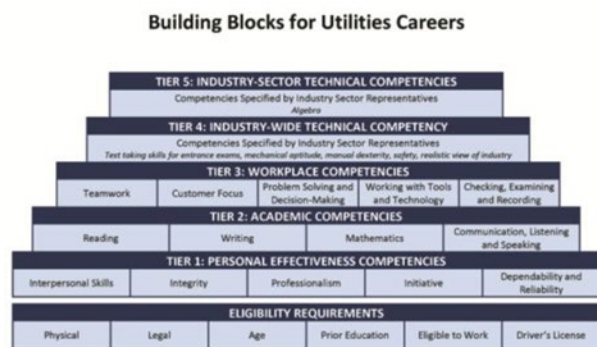 Building Blocks for Utilities Careers
TIER 5: INDUSTRY-SECTOR TECHNICAL COMPETENCIES
Competencies Specified by Industry Sector Representatives
Algebra
TIER 4: INDUSTRY-WIDE TECHNICAL COMPETENCY
Competencies Specified by Industry Sector Representatives
Test taking skills for entrance exams, mechanical aptitude, manual dexterity, safety, realistic view of industry
TIER 3: WORKPLACE COMPETENCIES
Teamwork
Customer Focus
Problem Solving and
Decision-Making
Working with Tools
and Technology
Checking, Examining
and Recording
TIER 2: ACADEMIC COMPETENCIES
Reading
Writing
Mathematics
Communication, Listening
and Speaking
TIER 1: PERSONAL EFFECTIVENESS COMPETENCIES
Interpersonal Skills
Integrity
Professionalism
Initiative
Dependability and
Reliability
ELIGIBILITY REQUIREMENTS
Physical
Legal
Age
Prior Education
Eligible to Work
Driver's License